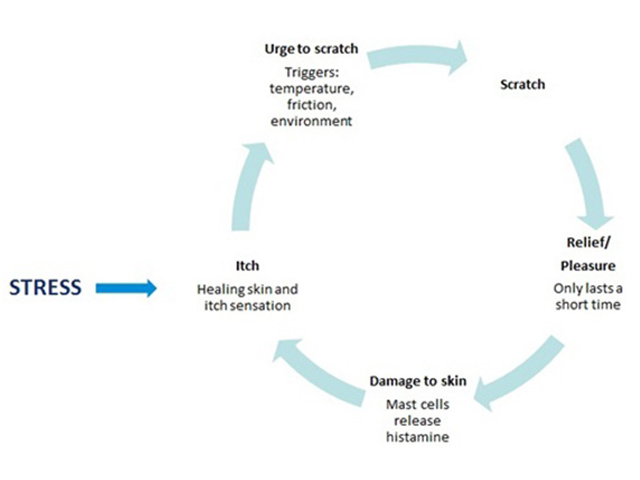 Urge to scratch
Triggers:
temperature,
friction,
environment
Scratch
Relief/
Pleasure
Only lasts a
short time
Damage to skin
Mast cells
release
histamine
Itch
Healing skin and
itch sensation
STRESS